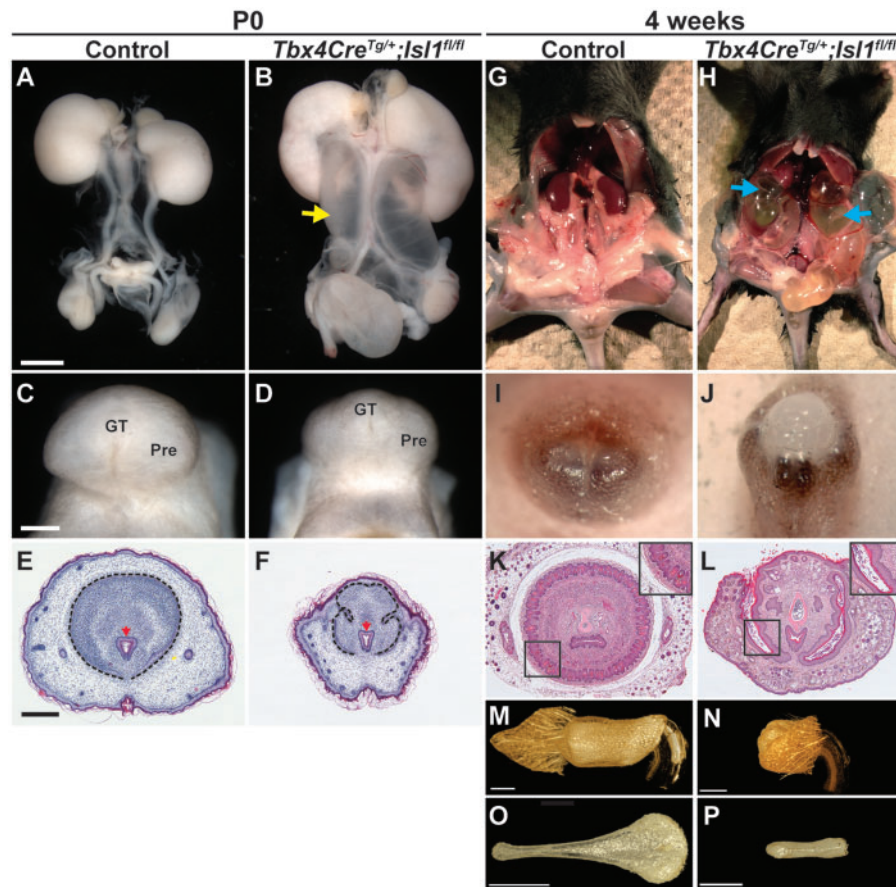 P0 4 weeks
Control Tbx4Cre^Tg/+;Isl1^fl/fl Control Tbx4Cre^Tg/+;Isl1^fl/fl
A B G H
C D I J
GT GT
Pre Pre
E F K L
M N
O P